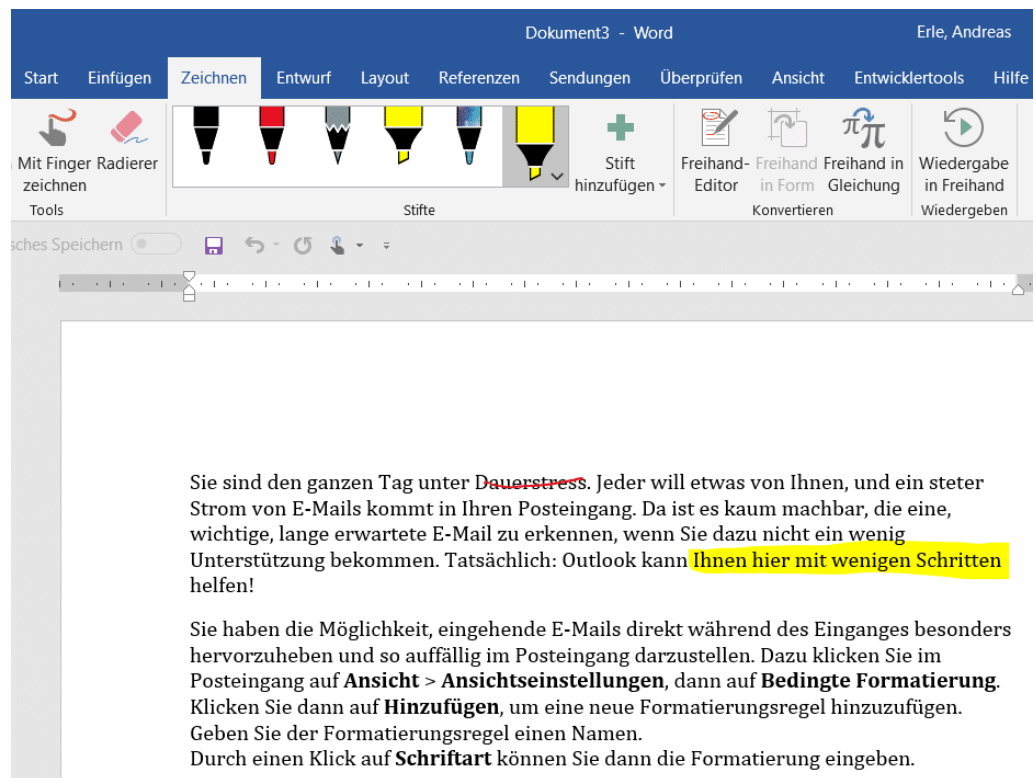 Dokument3 - Word
Erle, Andreas
Start Einfügen Zeichnen Entwurf Layout Referenzen Sendungen Überprüfen Ansicht Entwicklertools Hilfe
Mit Finger zeichnen
Radierer
Tools
Stifte
Stift hinzufügen
Freihand-Editor
Freihand in Form
Freihand in Gleichung
Konvertieren
Wiedergabe in Freihand
Wiedergeben
sches Speichern
Sie sind den ganzen Tag unter Dauerstress. Jeder will etwas von Ihnen, und ein steter
Strom von E-Mails kommt in Ihren Posteingang. Da ist es kaum machbar, die eine,
wichtige, lange erwartete E-Mail zu erkennen, wenn Sie dazu nicht ein wenig
Unterstützung bekommen. Tatsächlich: Outlook kann Ihnen hier mit wenigen Schritten
helfen!
Sie haben die Möglichkeit, eingehende E-Mails direkt während des Einganges besonders
hervorzuheben und so auffällig im Posteingang darzustellen. Dazu klicken Sie im
Posteingang auf Ansicht > Ansichtseinstellungen, dann auf Bedingte Formatierung.
Klicken Sie dann auf Hinzufügen, um eine neue Formatierungsregel hinzuzufügen.
Geben Sie der Formatierungsregel einen Namen.
Durch einen Klick auf Schriftart können Sie dann die Formatierung eingeben.